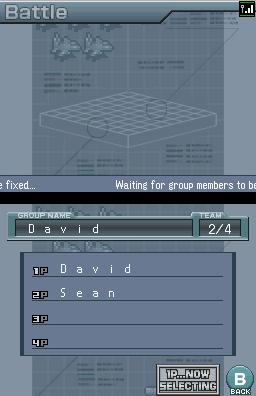 Battle
e fixed... Waiting for group members to be
GROUP NAME TEAM
David 2/4
1P David
2P Sean
3P
4P
1P...NOW
SELECTING
B
BACK